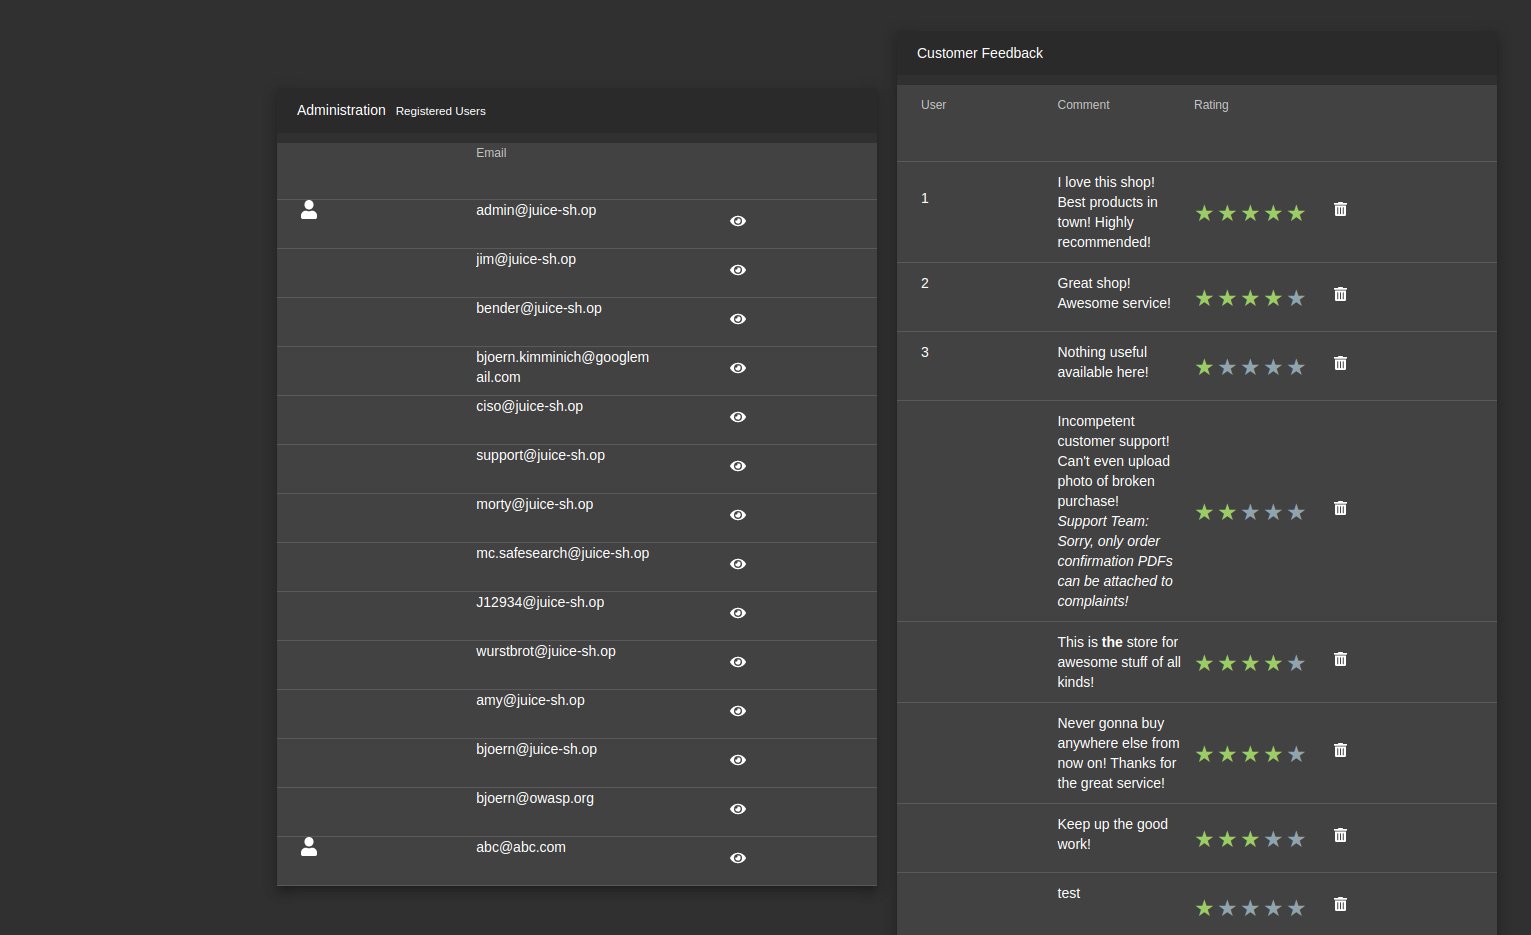 Administration Registered Users
Email
admin@juice-sh.op
jim@juice-sh.op
bender@juice-sh.op
bjoern.kimminich@googlem
ail.com
ciso@juice-sh.op
support@juice-sh.op
morty@juice-sh.op
mc.safesearch@juice-sh.op
J12934@juice-sh.op
wurstbrot@juice-sh.op
amy@juice-sh.op
bjoern@juice-sh.op
bjoern@owasp.org
abc@abc.com
Customer Feedback
User Comment Rating
1
I love this shop!
Best products in
town! Highly
recommended!
2
Great shop!
Awesome service!
3
Nothing useful
available here!
Incompetent
customer support!
Can't even upload
photo of broken
purchase!
Support Team:
Sorry, only order
confirmation PDFs
can be attached to
complaints!
This is the store for
awesome stuff of all
kinds!
Never gonna buy
anywhere else from
now on! Thanks for
the great service!
Keep up the good
work!
test